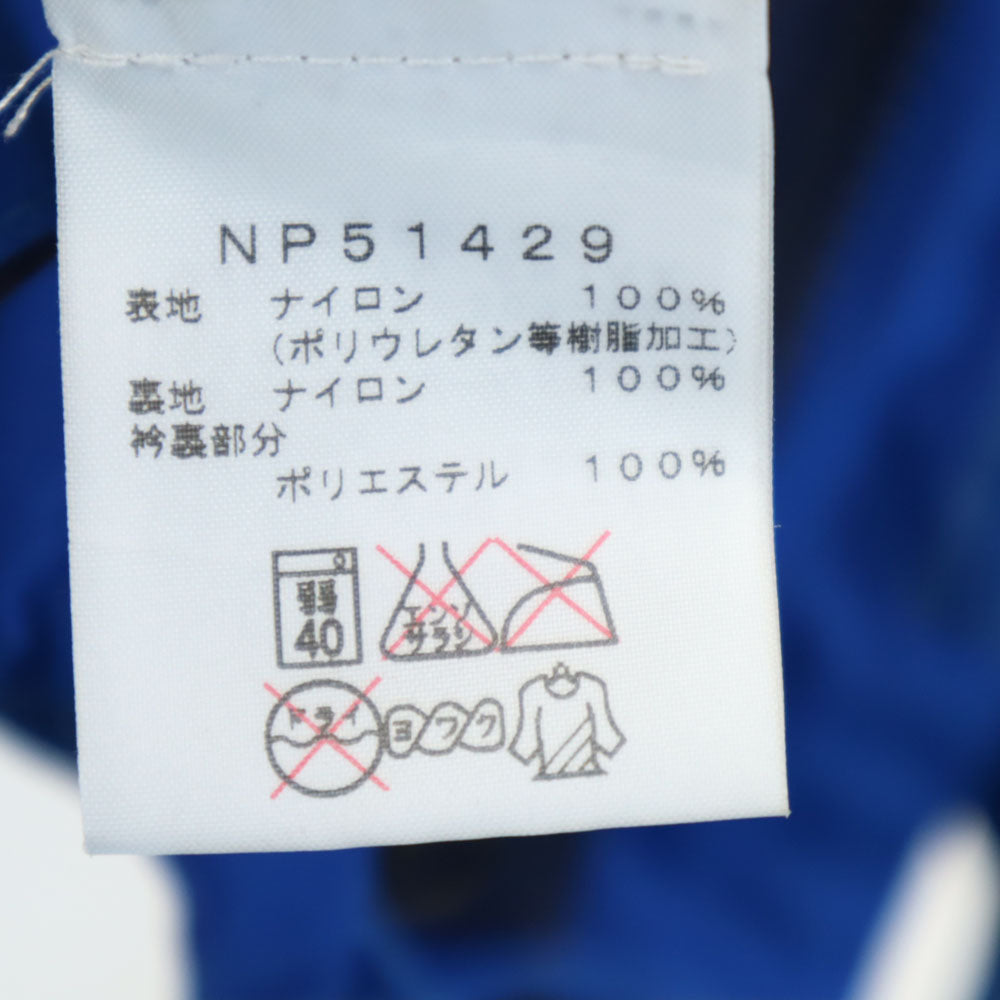 NP51429
表地 ナイロン 100%
(ポリウレタン等樹脂加工)
裏地 ナイロン 100%
衿裏部分
ポリエステル 100%
弱
40
エンソ
サラシ
ドライ
ヨワク